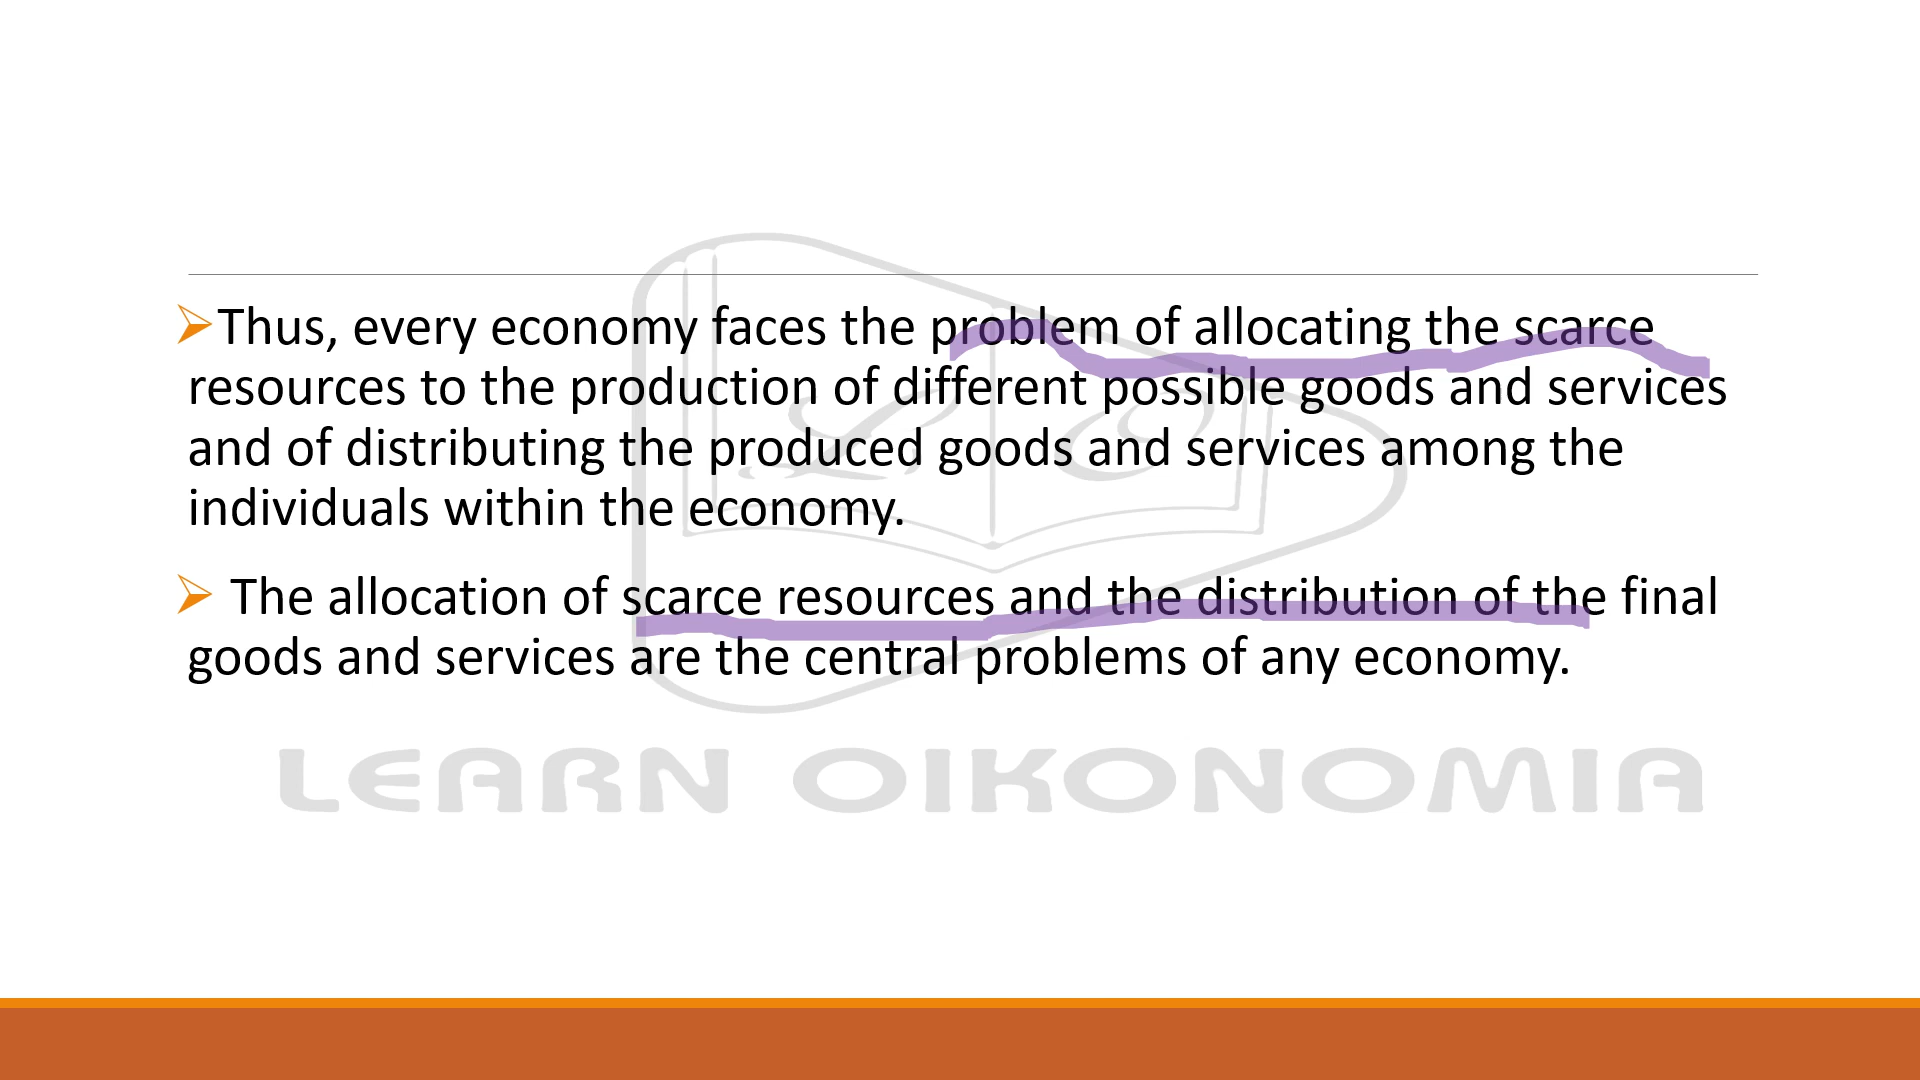 Thus, every economy faces the problem of allocating the scarce
resources to the production of different possible goods and services
and of distributing the produced goods and services among the
individuals within the economy.
The allocation of scarce resources and the distribution of the final
goods and services are the central problems of any economy.
LEARN OIKONOMIA